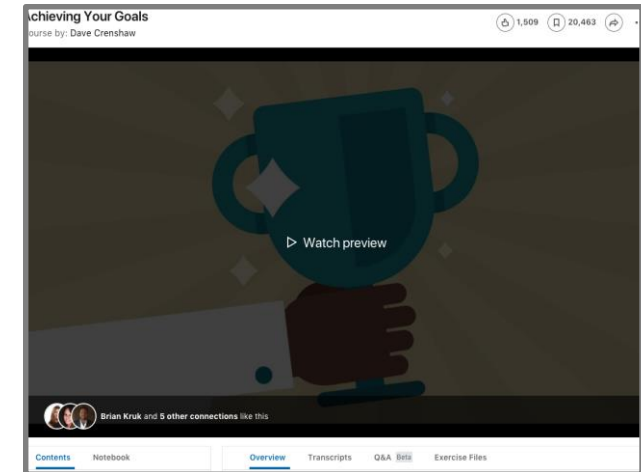 chieving Your Goals
ourse by: Dave Crenshaw
1,509 20,463
Watch preview
Brian Kruk and 5 other connections like this
Contents Notebook Overview Transcripts Q&A Beta Exercise Files